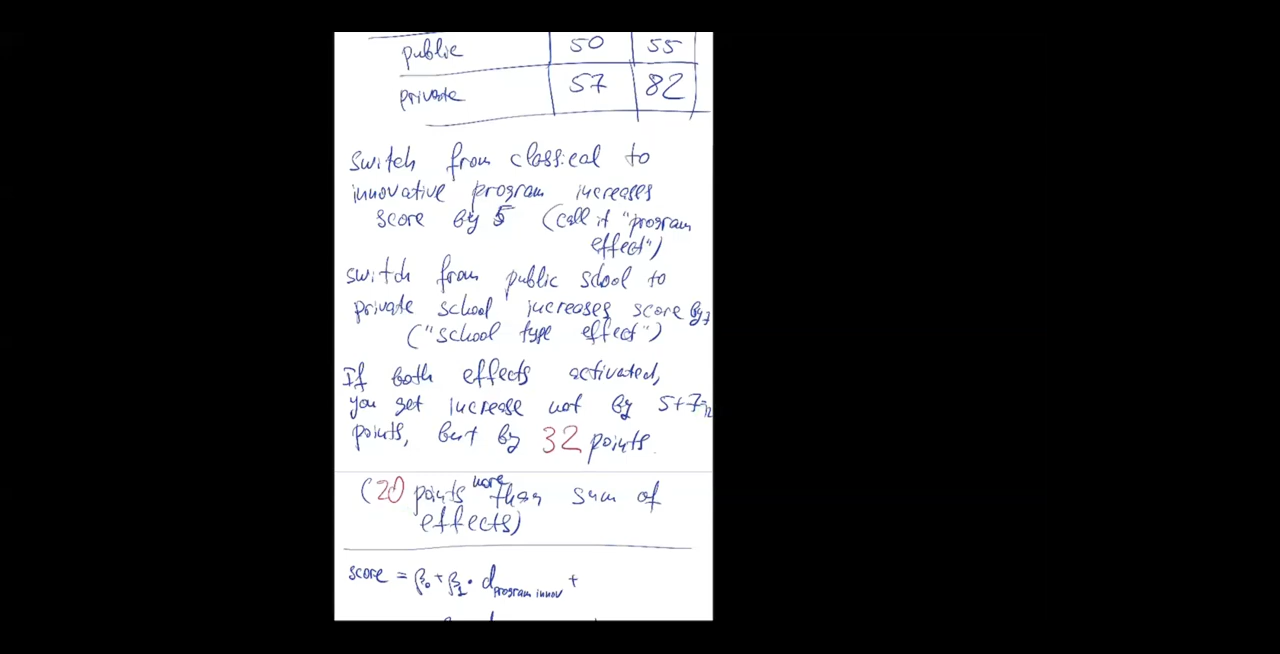 public 50 55
private 57 82
Switch from classical to
innovative program increases
score by 5 (call it "program
effect")
switch from public school to
private school increases score by 7
("school type effect")
If both effects activated,
you get increase not by 5+7=12
points, but by 32 points.
(20 points more than sum of
effects)
score = β₀ + β₁ · d program innov +